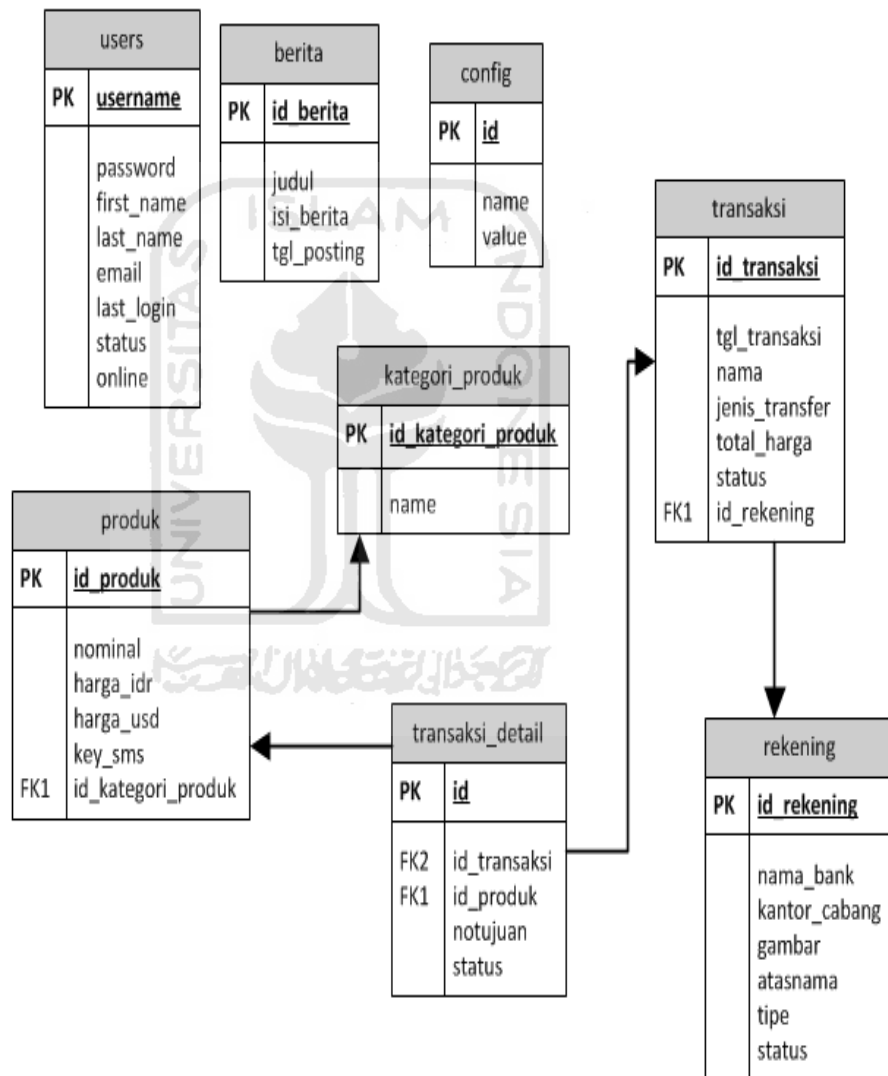 users
PK username
password
first_name
last_name
email
last_login
status
online
berita
PK id_berita
judul
isi_berita
tgl_posting
config
PK id
name
value
transaksi
PK id_transaksi
tgl_transaksi
nama
jenis_transfer
total_harga
status
FK1 id_rekening
kategori_produk
PK id_kategori_produk
name
produk
PK id_produk
nominal
harga_idr
harga_usd
key_sms
FK1 id_kategori_produk
transaksi_detail
PK id
FK2 id_transaksi
FK1 id_produk
notujuan
status
rekening
PK id_rekening
nama_bank
kantor_cabang
gambar
atasnama
tipe
status
UNIVERSITAS
ISLAM
INDONESIA